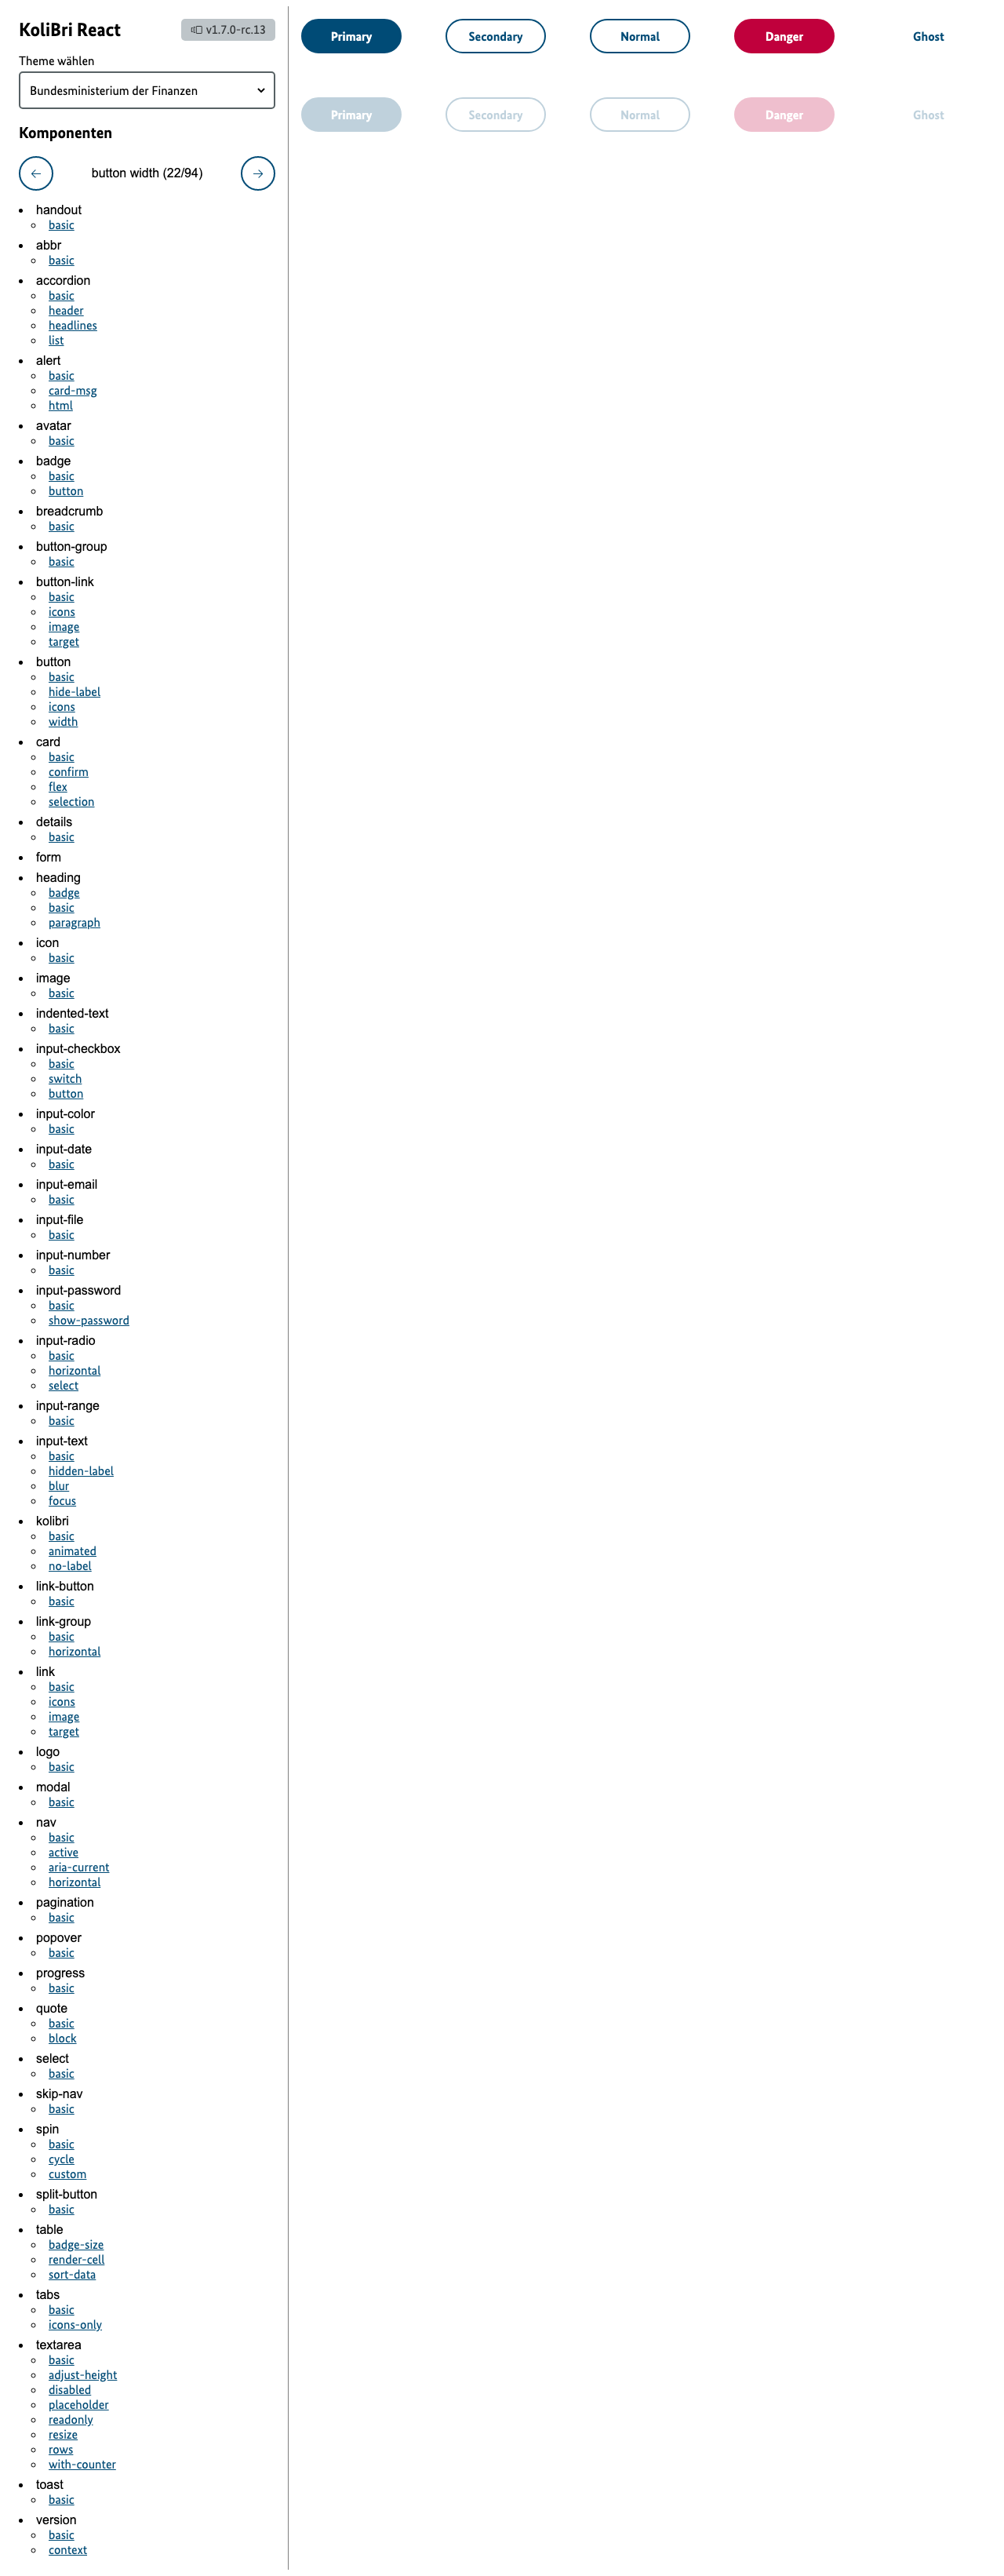 KoliBri React
v1.7.0-rc.13
Theme wählen
Bundesministerium der Finanzen
Komponenten
button width (22/94)
handout
basic
abbr
basic
accordion
basic
header
headlines
list
alert
basic
card-msg
html
avatar
basic
badge
basic
button
breadcrumb
basic
button-group
basic
button-link
basic
icons
image
target
button
basic
hide-label
icons
width
card
basic
confirm
flex
selection
details
basic
form
heading
badge
basic
paragraph
icon
basic
image
basic
indented-text
basic
input-checkbox
basic
switch
button
input-color
basic
input-date
basic
input-email
basic
input-file
basic
input-number
basic
input-password
basic
show-password
input-radio
basic
horizontal
select
input-range
basic
input-text
basic
hidden-label
blur
focus
kolibri
basic
animated
no-label
link-button
basic
link-group
basic
horizontal
link
basic
icons
image
target
logo
basic
modal
basic
nav
basic
active
aria-current
horizontal
pagination
basic
popover
basic
progress
basic
quote
basic
block
select
basic
skip-nav
basic
spin
basic
cycle
custom
split-button
basic
table
badge-size
render-cell
sort-data
tabs
basic
icons-only
textarea
basic
adjust-height
disabled
placeholder
readonly
resize
rows
with-counter
toast
basic
version
basic
context
Primary Secondary Normal Danger Ghost
Primary Secondary Normal Danger Ghost